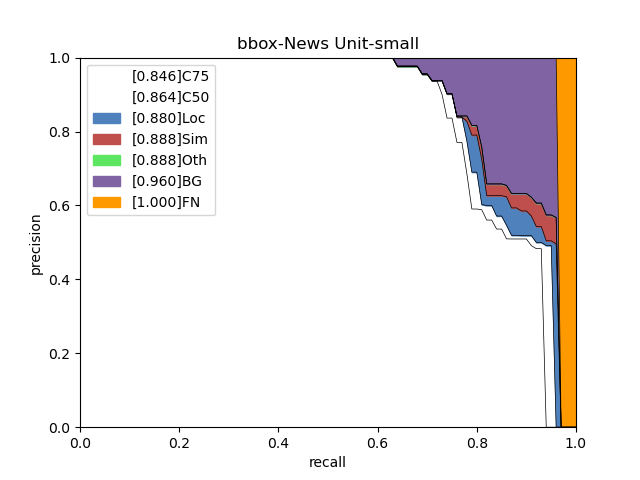 bbox-News Unit-small
[0.846]C75
[0.864]C50
[0.880]Loc
[0.888]Sim
[0.888]Oth
[0.960]BG
[1.000]FN
precision
1.0
0.8
0.6
0.4
0.2
0.0
0.0 0.2 0.4 0.6 0.8 1.0
recall